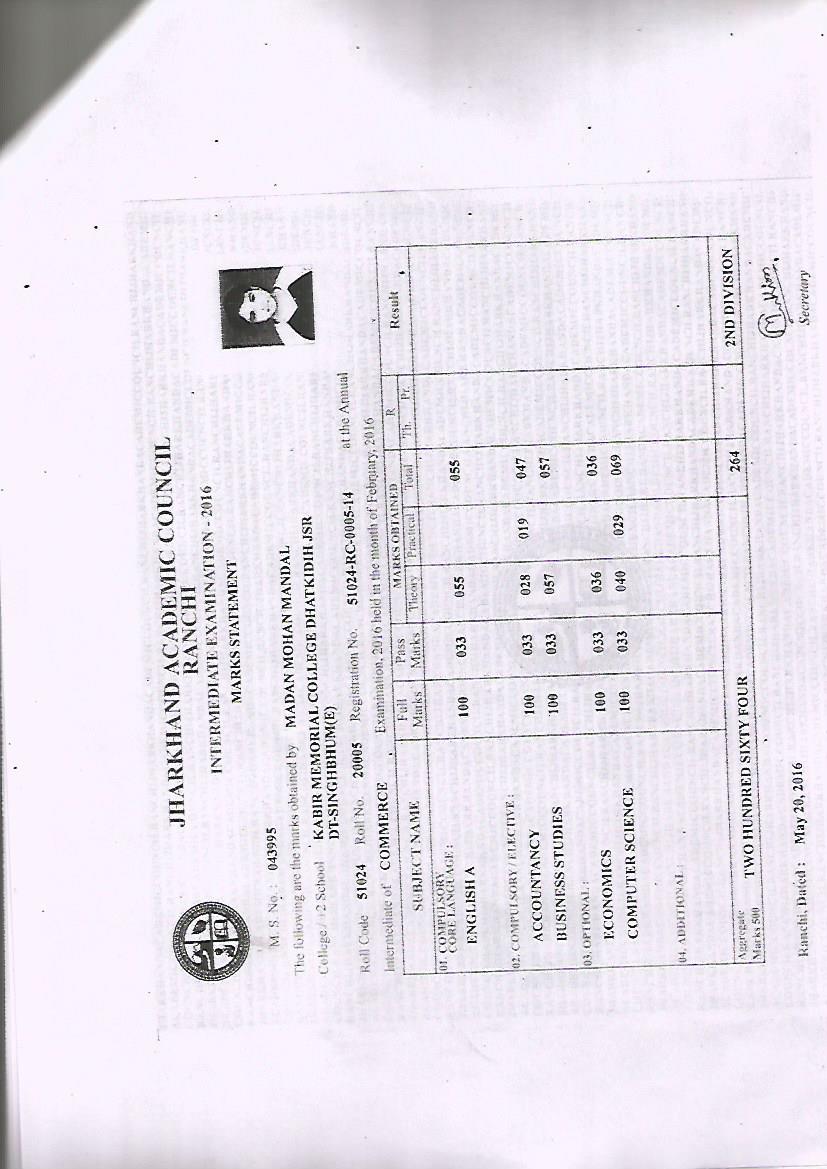 JHARKHAND ACADEMIC COUNCIL
RANCHI
INTERMEDIATE EXAMINATION - 2016
MARKS STATEMENT
M. S. No. : 043995
The following are the marks obtained by MADAN MOHAN MANDAL
College / +2 School KABIR MEMORIAL COLLEGE DHATKIDIH JSR
DT-SINGHBHUM(E)
Roll Code 51024 Roll No. 20005 Registration No. 51024-RC-0005-14 at the Annual
Intermediate of COMMERCE Examination, 2016 held in the month of February, 2016
SUBJECT NAME Full Marks Pass Marks MARKS OBTAINED R Result
Theory Practical Total Th. Pr.
01. COMPULSORY
CORE LANGUAGE :
ENGLISH A 100 033 055 055
02. COMPULSORY / ELECTIVE :
ACCOUNTANCY 100 033 028 019 047
BUSINESS STUDIES 100 033 057 057
03. OPTIONAL :
ECONOMICS 100 033 036 036
COMPUTER SCIENCE 100 033 040 029 069
04. ADDITIONAL :
Aggregate
Marks 500 TWO HUNDRED SIXTY FOUR 264 2ND DIVISION
Ranchi, Dated : May 20, 2016 Secretary